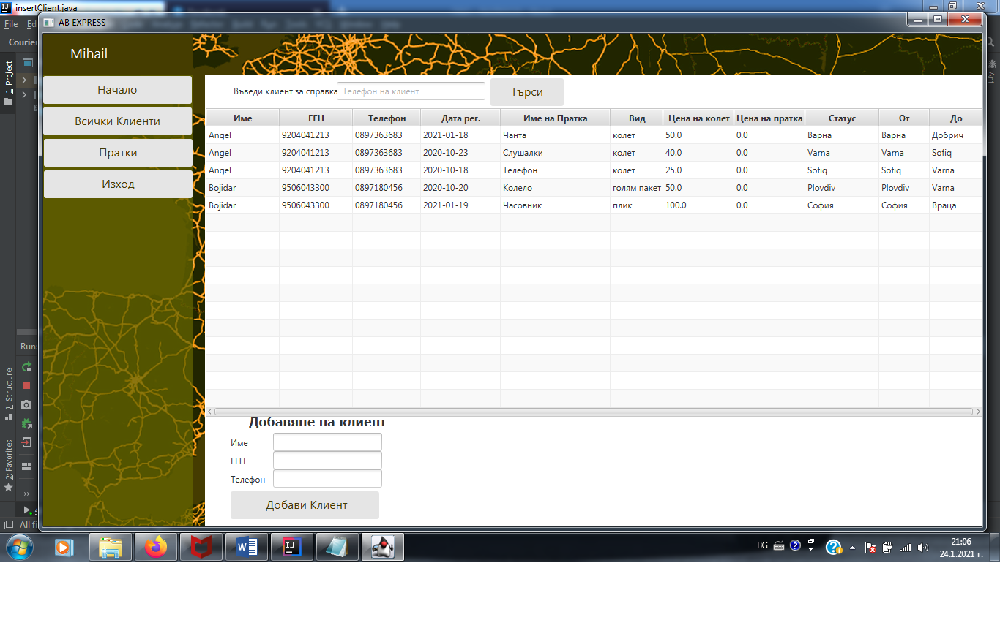 insertClient.java
File Ed
AB EXPRESS
Courier
Mihail
1: Project
Ant
Начало
Всички Клиенти
Пратки
Изход
Въведи клиент за справка Телефон на клиент Търси
Име ЕГН Телефон Дата рег. Име на Пратка Вид Цена на колет Цена на пратка Статус От До
Angel 9204041213 0897363683 2021-01-18 Чанта колет 50.0 0.0 Варна Варна Добрич
Angel 9204041213 0897363683 2020-10-23 Слушалки колет 40.0 0.0 Varna Varna Sofiq
Angel 9204041213 0897363683 2020-10-18 Телефон колет 25.0 0.0 Sofiq Sofiq Varna
Bojidar 9506043300 0897180456 2020-10-20 Колело голям пакет 50.0 0.0 Plovdiv Plovdiv Varna
Bojidar 9506043300 0897180456 2021-01-19 Часовник плик 100.0 0.0 София София Враца
Run:
7: Structure
2: Favorites
Добавяне на клиент
Име
ЕГН
Телефон
Добави Клиент
All fi
BG
21:06
24.1.2021 г.